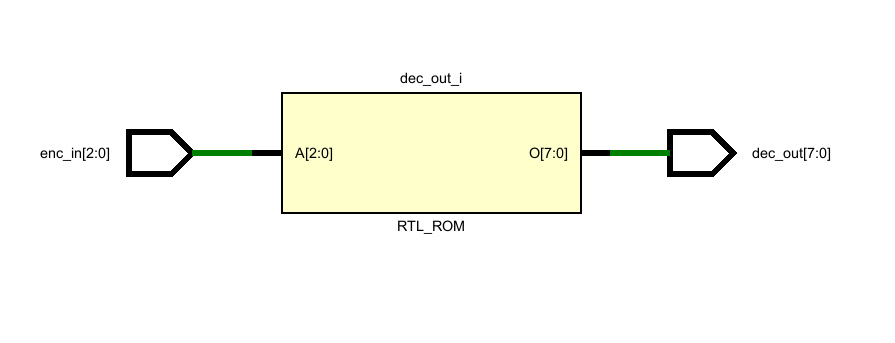 dec_out_i
enc_in[2:0]
A[2:0]
O[7:0]
dec_out[7:0]
RTL_ROM